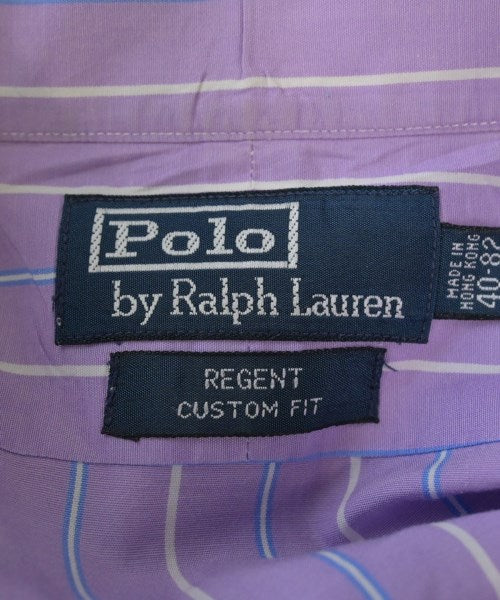 Polo
by Ralph Lauren
REGENT
CUSTOM FIT
MADE IN
HONG KONG
40-82